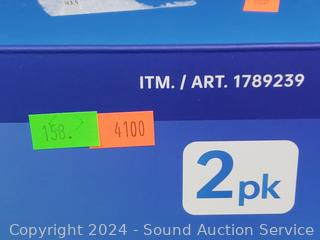 ITM. / ART. 1789239
158.
4100
2pk
Copyright © 2024 - Sound Auction Service